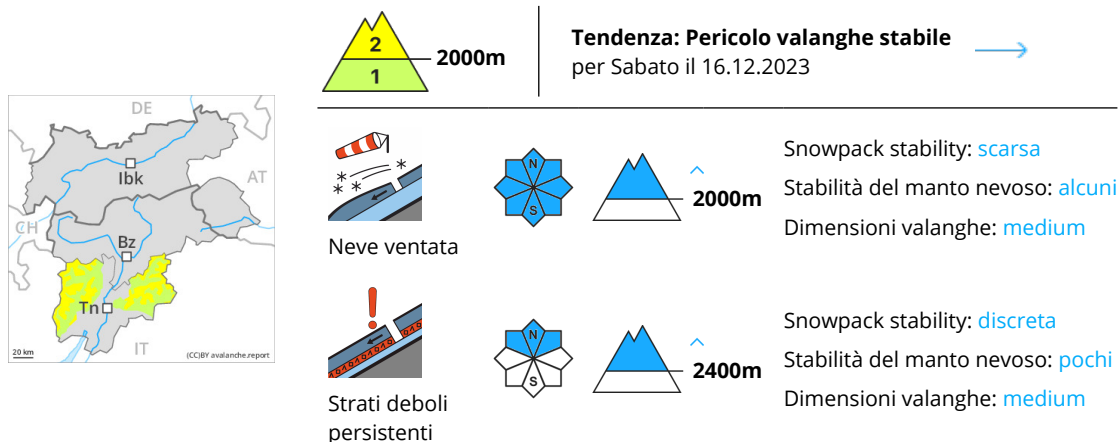 2
1
2000m
Tendenza: Pericolo valanghe stabile
per Sabato il 16.12.2023
DE
Ibk
AT
CH
Bz
Tn
IT
20 km
(CC)BY avalanche.report
Neve ventata
N
S
2000m
Snowpack stability: scarsa
Stabilità del manto nevoso: alcuni
Dimensioni valanghe: medium
Strati deboli
persistenti
N
S
2400m
Snowpack stability: discreta
Stabilità del manto nevoso: pochi
Dimensioni valanghe: medium